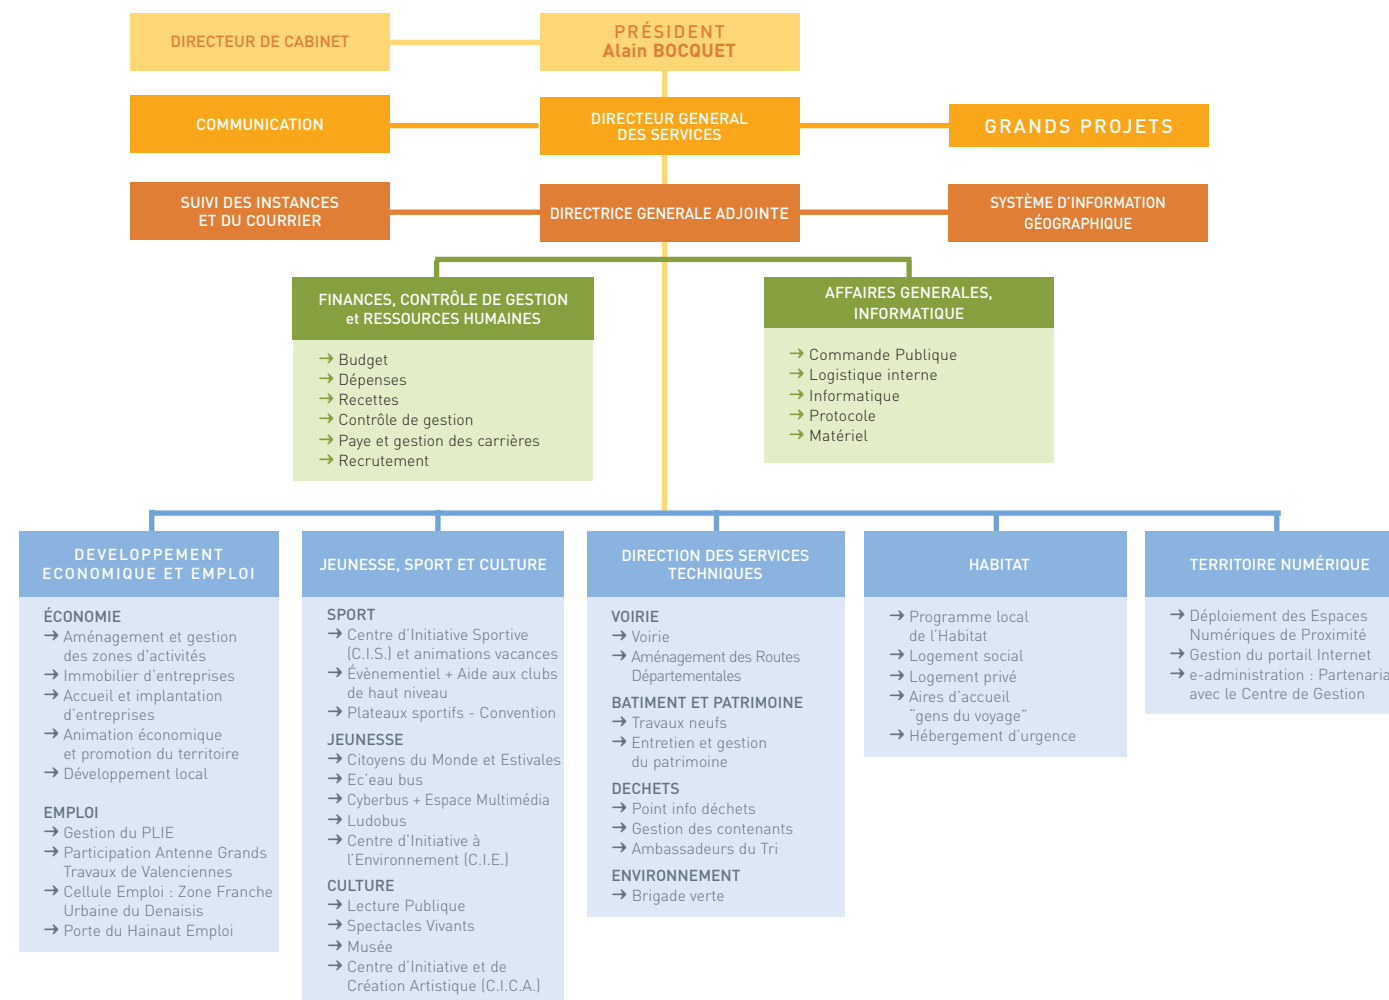 DIRECTEUR DE CABINET
PRÉSIDENT
Alain BOCQUET
COMMUNICATION
DIRECTEUR GENERAL
DES SERVICES
GRANDS PROJETS
SUIVI DES INSTANCES
ET DU COURRIER
DIRECTRICE GENERALE ADJOINTE
SYSTÈME D'INFORMATION
GÉOGRAPHIQUE
FINANCES, CONTRÔLE DE GESTION
et RESSOURCES HUMAINES
→ Budget
→ Dépenses
→ Recettes
→ Contrôle de gestion
→ Paye et gestion des carrières
→ Recrutement
AFFAIRES GENERALES,
INFORMATIQUE
→ Commande Publique
→ Logistique interne
→ Informatique
→ Protocole
→ Matériel
DEVELOPPEMENT
ECONOMIQUE ET EMPLOI
ÉCONOMIE
→ Aménagement et gestion
des zones d'activités
→ Immobilier d'entreprises
→ Accueil et implantation
d'entreprises
→ Animation économique
et promotion du territoire
→ Développement local
EMPLOI
→ Gestion du PLIE
→ Participation Antenne Grands
Travaux de Valenciennes
→ Cellule Emploi : Zone Franche
Urbaine du Denaisis
→ Porte du Hainaut Emploi
JEUNESSE, SPORT ET CULTURE
SPORT
→ Centre d'Initiative Sportive
(C.I.S.) et animations vacances
→ Évènementiel + Aide aux clubs
de haut niveau
→ Plateaux sportifs - Convention
JEUNESSE
→ Citoyens du Monde et Estivales
→ Ec'eau bus
→ Cyberbus + Espace Multimédia
→ Ludobus
→ Centre d'Initiative à
l'Environnement (C.I.E.)
CULTURE
→ Lecture Publique
→ Spectacles Vivants
→ Musée
→ Centre d'Initiative et de
Création Artistique (C.I.C.A.)
DIRECTION DES SERVICES
TECHNIQUES
VOIRIE
→ Voirie
→ Aménagement des Routes
Départementales
BATIMENT ET PATRIMOINE
→ Travaux neufs
→ Entretien et gestion
du patrimoine
DECHETS
→ Point info déchets
→ Gestion des contenants
→ Ambassadeurs du Tri
ENVIRONNEMENT
→ Brigade verte
HABITAT
→ Programme local
de l'Habitat
→ Logement social
→ Logement privé
→ Aires d'accueil
"gens du voyage"
→ Hébergement d'urgence
TERRITOIRE NUMÉRIQUE
→ Déploiement des Espaces
Numériques de Proximité
→ Gestion du portail Internet
→ e-administration : Partenaria
avec le Centre de Gestion